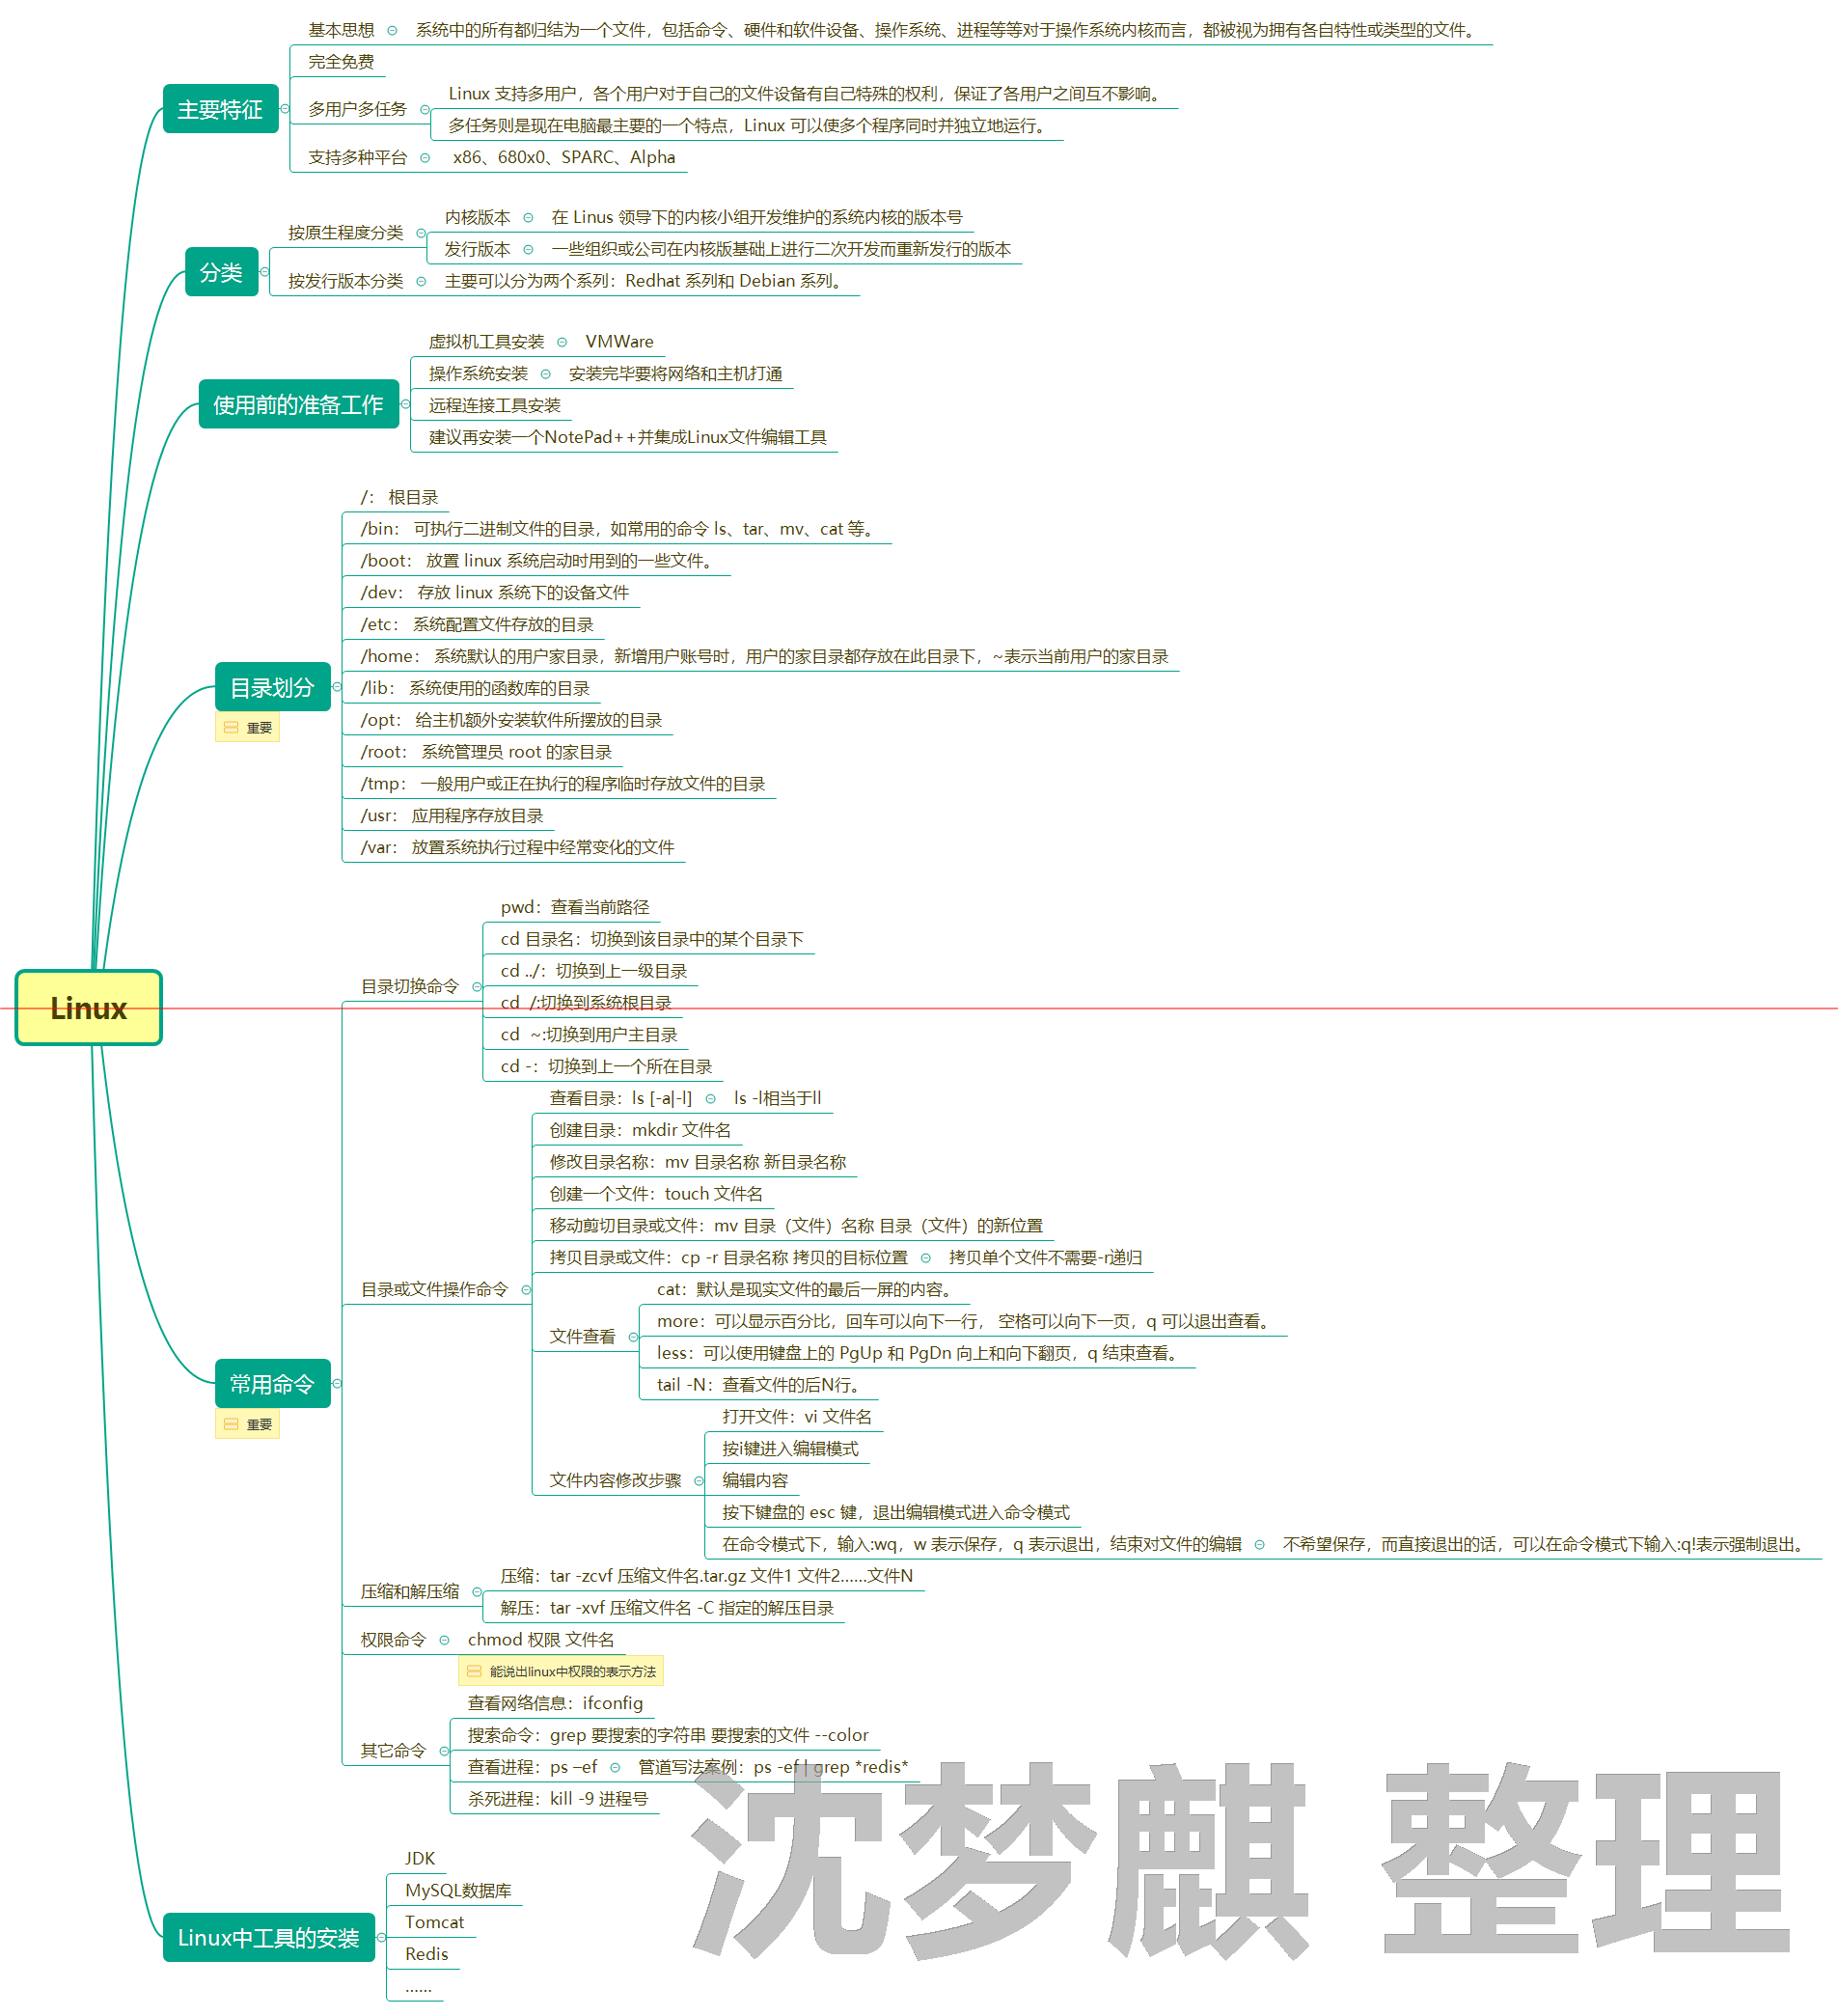 Linux
主要特征
基本思想
系统中的所有都归结为一个文件，包括命令、硬件和软件设备、操作系统、进程等等对于操作系统内核而言，都被视为拥有各自特性或类型的文件。
完全免费
多用户多任务
Linux 支持多用户，各个用户对于自己的文件设备有自己特殊的权利，保证了各用户之间互不影响。
多任务则是现在电脑最主要的一个特点，Linux 可以使多个程序同时并独立地运行。
支持多种平台
x86、680x0、SPARC、Alpha
分类
按原生程度分类
内核版本
在 Linus 领导下的内核小组开发维护的系统内核的版本号
发行版本
一些组织或公司在内核版基础上进行二次开发而重新发行的版本
按发行版本分类
主要可以分为两个系列：Redhat 系列和 Debian 系列。
使用前的准备工作
虚拟机工具安装
VMWare
操作系统安装
安装完毕要将网络和主机打通
远程连接工具安装
建议再安装一个NotePad++并集成Linux文件编辑工具
目录划分
重要
/： 根目录
/bin： 可执行二进制文件的目录，如常用的命令 ls、tar、mv、cat 等。
/boot： 放置 linux 系统启动时用到的一些文件。
/dev： 存放 linux 系统下的设备文件
/etc： 系统配置文件存放的目录
/home： 系统默认的用户家目录，新增用户账号时，用户的家目录都存放在此目录下，~表示当前用户的家目录
/lib： 系统使用的函数库的目录
/opt： 给主机额外安装软件所摆放的目录
/root： 系统管理员 root 的家目录
/tmp： 一般用户或正在执行的程序临时存放文件的目录
/usr： 应用程序存放目录
/var： 放置系统执行过程中经常变化的文件
常用命令
重要
目录切换命令
pwd：查看当前路径
cd 目录名：切换到该目录中的某个目录下
cd ../：切换到上一级目录
cd /:切换到系统根目录
cd ~:切换到用户主目录
cd -：切换到上一个所在目录
目录或文件操作命令
查看目录：ls [-a|-l]
ls -l相当于ll
创建目录：mkdir 文件名
修改目录名称：mv 目录名称 新目录名称
创建一个文件：touch 文件名
移动剪切目录或文件：mv 目录（文件）名称 目录（文件）的新位置
拷贝目录或文件：cp -r 目录名称 拷贝的目标位置
拷贝单个文件不需要-r递归
文件查看
cat：默认是现实文件的最后一屏的内容。
more：可以显示百分比，回车可以向下一行， 空格可以向下一页，q 可以退出查看。
less：可以使用键盘上的 PgUp 和 PgDn 向上和向下翻页，q 结束查看。
tail -N：查看文件的后N行。
文件内容修改步骤
打开文件：vi 文件名
按i键进入编辑模式
编辑内容
按下键盘的 esc 键，退出编辑模式进入命令模式
在命令模式下，输入:wq，w 表示保存，q 表示退出，结束对文件的编辑
不希望保存，而直接退出的话，可以在命令模式下输入:q!表示强制退出。
压缩和解压缩
压缩：tar -zcvf 压缩文件名.tar.gz 文件1 文件2......文件N
解压：tar -xvf 压缩文件名 -C 指定的解压目录
权限命令
chmod 权限 文件名
能说出linux中权限的表示方法
其它命令
查看网络信息：ifconfig
搜索命令：grep 要搜索的字符串 要搜索的文件 --color
查看进程：ps –ef
管道写法案例：ps -ef | grep *redis*
杀死进程：kill -9 进程号
Linux中工具的安装
JDK
MySQL数据库
Tomcat
Redis
......
沈梦麒 整理